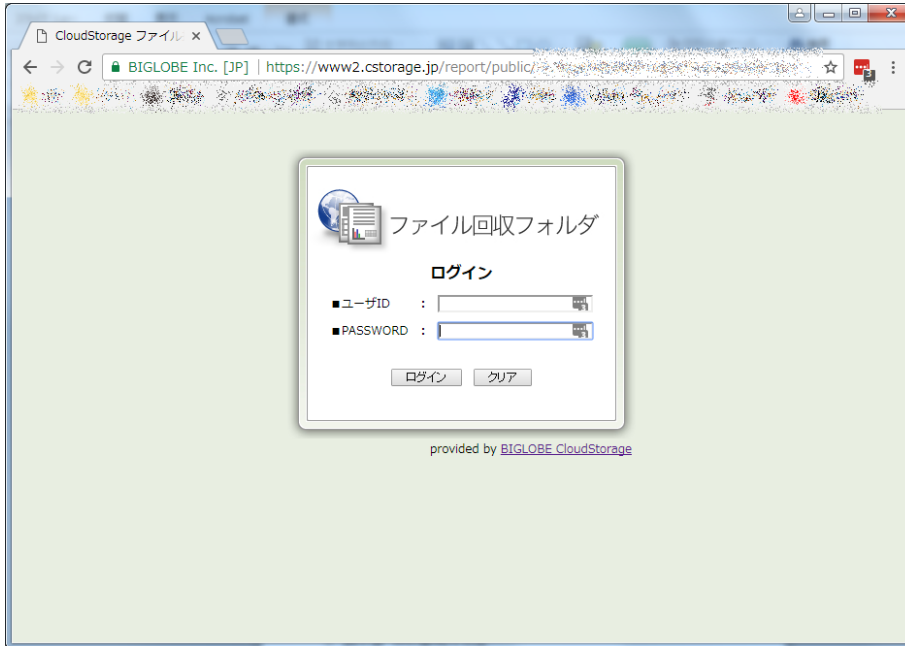 CloudStorage ファイル
BIGLOBE Inc. [JP] | https://www2.cstorage.jp/report/public/
ファイル回収フォルダ
ログイン
■ユーザID :
■PASSWORD :
ログイン クリア
provided by BIGLOBE CloudStorage